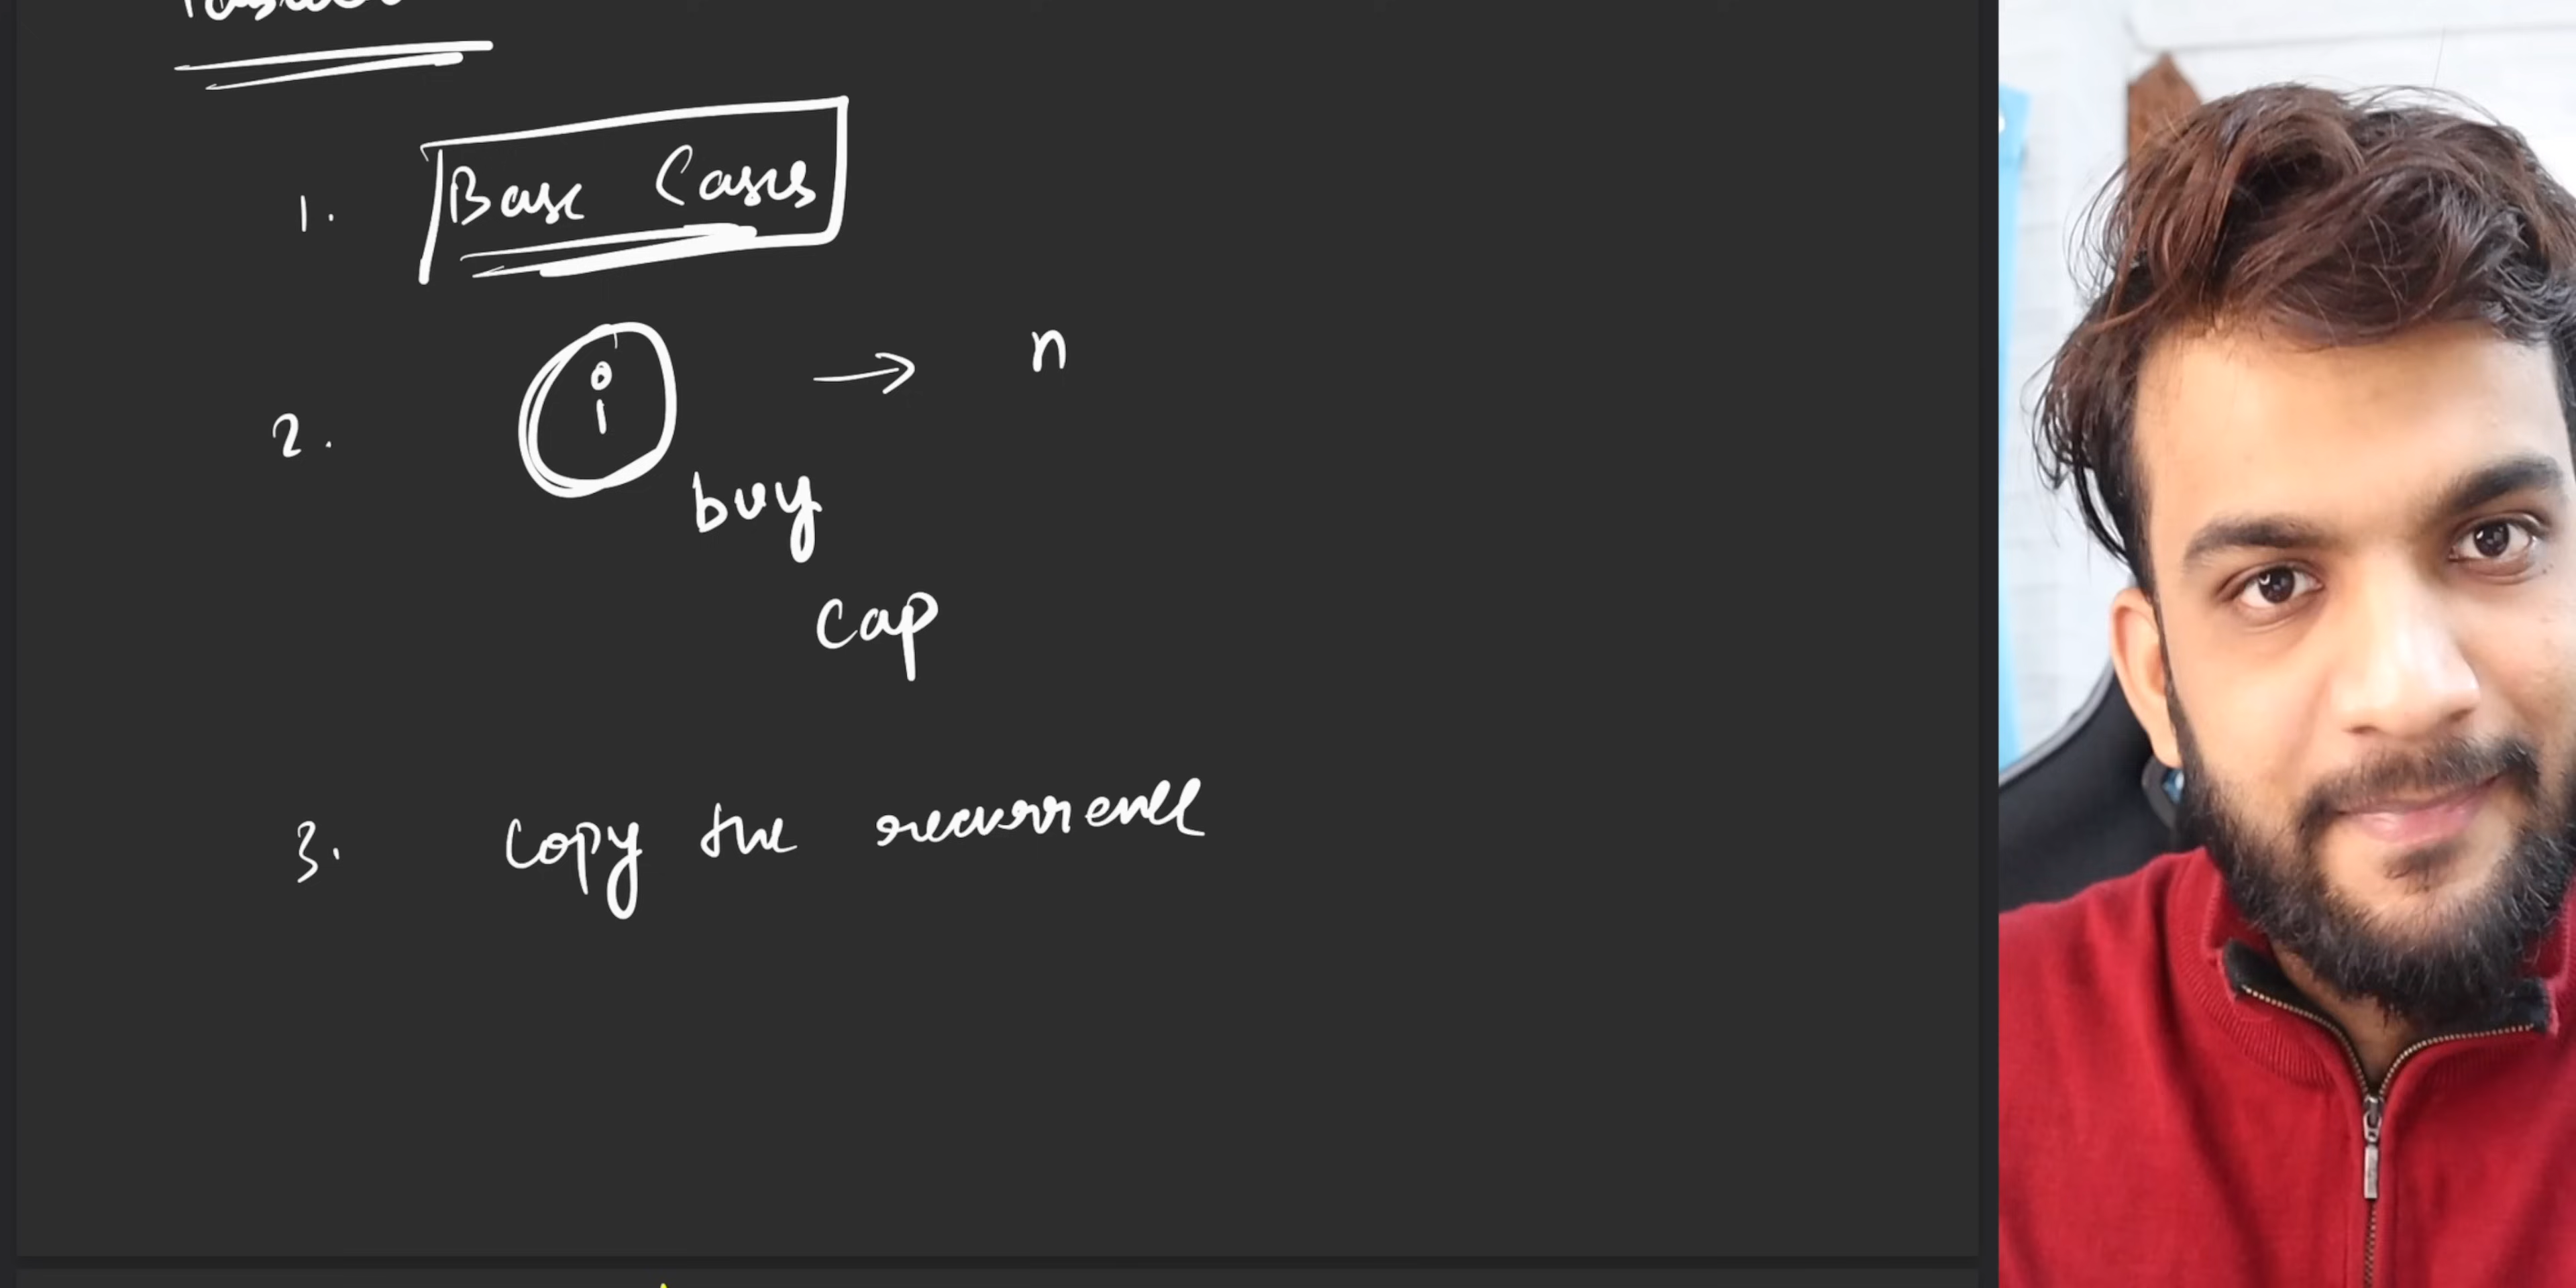 1. Base Cases
2. i → n
buy
cap
3. Copy the recurrence